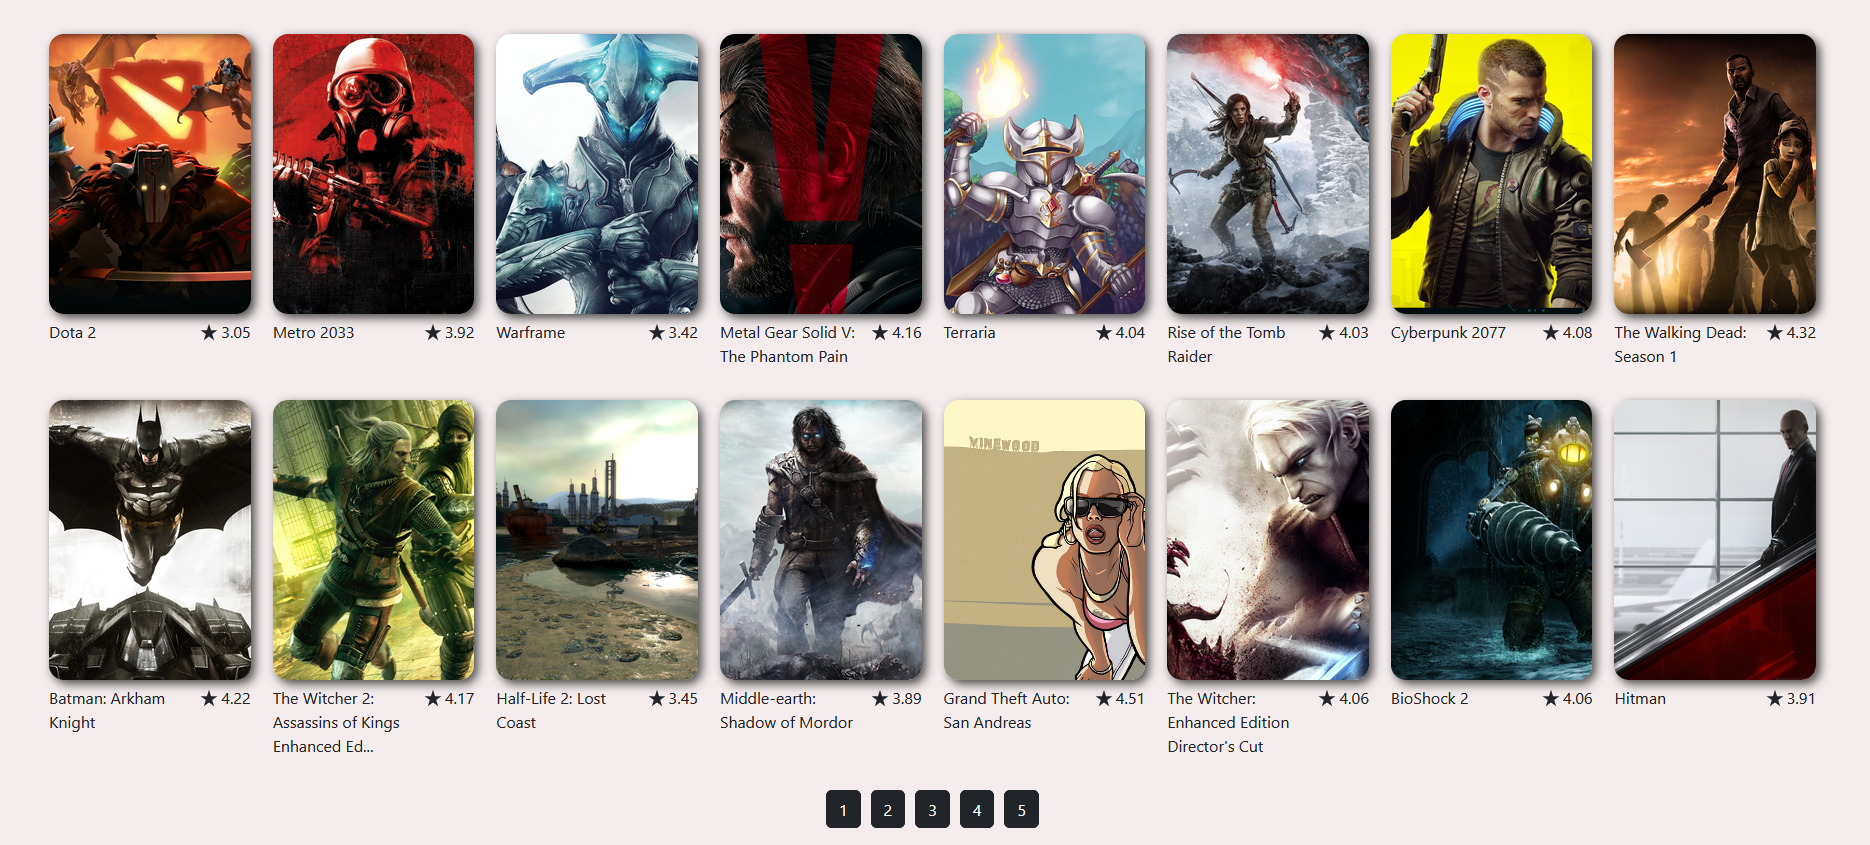 Dota 2 ★ 3.05
Metro 2033 ★ 3.92
Warframe ★ 3.42
Metal Gear Solid V: ★ 4.16
The Phantom Pain
Terraria ★ 4.04
Rise of the Tomb ★ 4.03
Raider
Cyberpunk 2077 ★ 4.08
The Walking Dead: ★ 4.32
Season 1
VINEWOOD
Batman: Arkham ★ 4.22
Knight
The Witcher 2: ★ 4.17
Assassins of Kings
Enhanced Ed...
Half-Life 2: Lost ★ 3.45
Coast
Middle-earth: ★ 3.89
Shadow of Mordor
Grand Theft Auto: ★ 4.51
San Andreas
The Witcher: ★ 4.06
Enhanced Edition
Director's Cut
BioShock 2 ★ 4.06
Hitman ★ 3.91
1 2 3 4 5